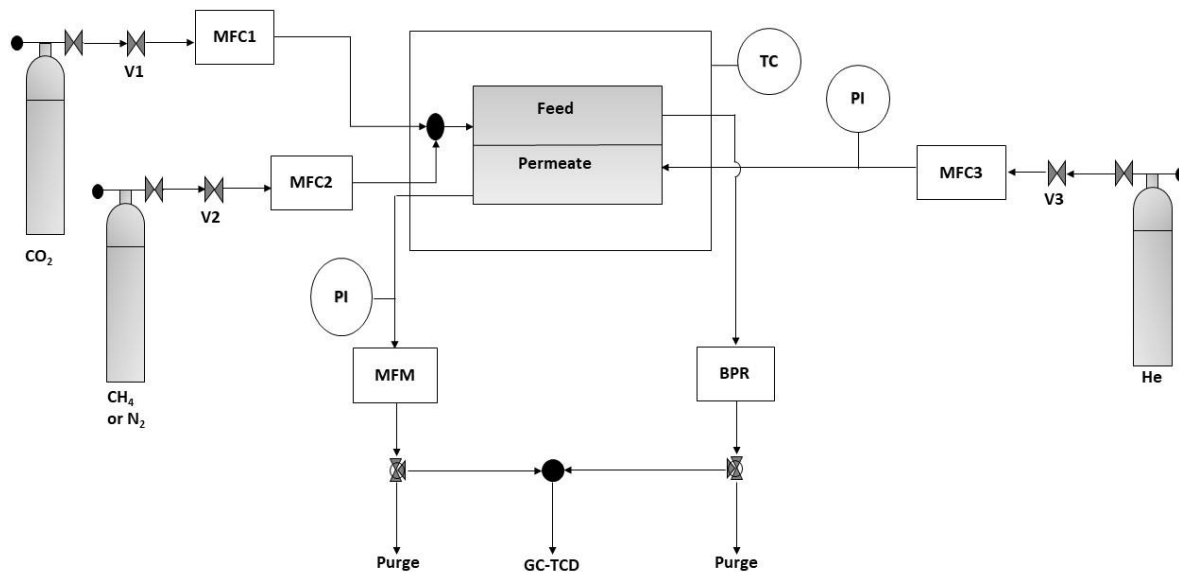 MFC1
V1
TC
PI
Feed
Permeate
MFC2
V2
MFC3
V3
CO₂
PI
MFM
BPR
He
CH₄
or N₂
Purge
GC-TCD
Purge